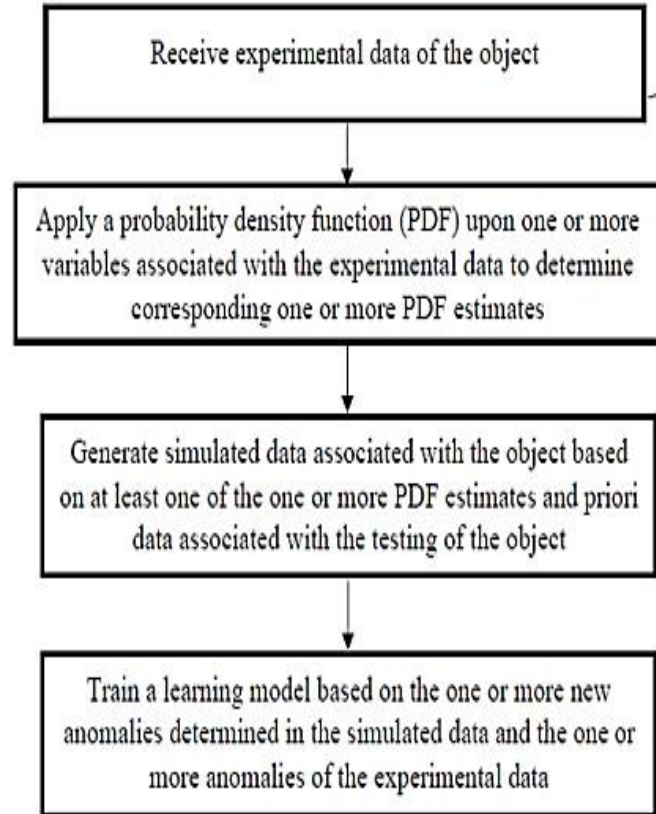 Receive experimental data of the object
Apply a probability density function (PDF) upon one or more
variables associated with the experimental data to determine
corresponding one or more PDF estimates
Generate simulated data associated with the object based
on at least one of the one or more PDF estimates and priori
data associated with the testing of the object
Train a learning model based on the one or more new
anomalies determined in the simulated data and the one or
more anomalies of the experimental data